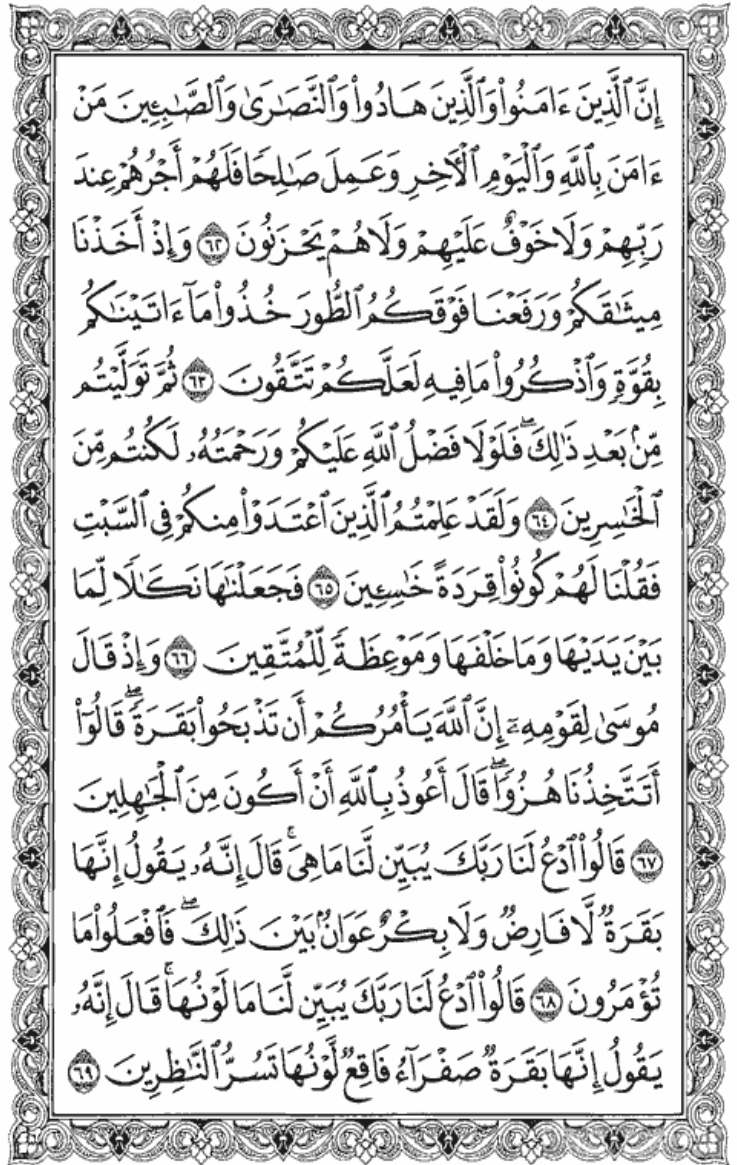 إِنَّ ٱلَّذِينَ ءَامَنُوا۟ وَٱلَّذِينَ هَادُوا۟ وَٱلنَّصَـٰرَىٰ وَٱلصَّـٰبِـِٔينَ مَنْ
ءَامَنَ بِٱللَّهِ وَٱلْيَوْمِ ٱلْـَٔاخِرِ وَعَمِلَ صَـٰلِحًا فَلَهُمْ أَجْرُهُمْ عِندَ
رَبِّهِمْ وَلَا خَوْفٌ عَلَيْهِمْ وَلَا هُمْ يَحْزَنُونَ ٦٢ وَإِذْ أَخَذْنَا
مِيثَـٰقَكُمْ وَرَفَعْنَا فَوْقَكُمُ ٱلطُّورَ خُذُوا۟ مَآ ءَاتَيْنَـٰكُم
بِقُوَّةٍ وَٱذْكُرُوا۟ مَا فِيهِ لَعَلَّكُمْ تَتَّقُونَ ٦٣ ثُمَّ تَوَلَّيْتُم
مِّنۢ بَعْدِ ذَٰلِكَ ۖ فَلَوْلَا فَضْلُ ٱللَّهِ عَلَيْكُمْ وَرَحْمَتُهُۥ لَكُنتُم مِّنَ
ٱلْخَـٰسِرِينَ ٦٤ وَلَقَدْ عَلِمْتُمُ ٱلَّذِينَ ٱعْتَدَوْا۟ مِنكُمْ فِى ٱلسَّبْتِ
فَقُلْنَا لَهُمْ كُونُوا۟ قِرَدَةً خَـٰسِـِٔينَ ٦٥ فَجَعَلْنَـٰهَا نَكَـٰلًا لِّمَا
بَيْنَ يَدَيْهَا وَمَا خَلْفَهَا وَمَوْعِظَةً لِّلْمُتَّقِينَ ٦٦ وَإِذْ قَالَ
مُوسَىٰ لِقَوْمِهِۦٓ إِنَّ ٱللَّهَ يَأْمُرُكُمْ أَن تَذْبَحُوا۟ بَقَرَةً ۖ قَالُوٓا۟
أَتَتَّخِذُنَا هُزُوًا ۖ قَالَ أَعُوذُ بِٱللَّهِ أَنْ أَكُونَ مِنَ ٱلْجَـٰهِلِينَ
٦٧ قَالُوا۟ ٱدْعُ لَنَا رَبَّكَ يُبَيِّن لَّنَا مَا هِىَ ۚ قَالَ إِنَّهُۥ يَقُولُ إِنَّهَا
بَقَرَةٌ لَّا فَارِضٌ وَلَا بِكْرٌ عَوَانٌۢ بَيْنَ ذَٰلِكَ ۖ فَٱفْعَلُوا۟ مَا
تُؤْمَرُونَ ٦٨ قَالُوا۟ ٱدْعُ لَنَا رَبَّكَ يُبَيِّن لَّنَا مَا لَوْنُهَا ۚ قَالَ إِنَّهُۥ
يَقُولُ إِنَّهَا بَقَرَةٌ صَفْرَآءُ فَاقِعٌ لَّوْنُهَا تَسُرُّ ٱلنَّـٰظِرِينَ ٦٩